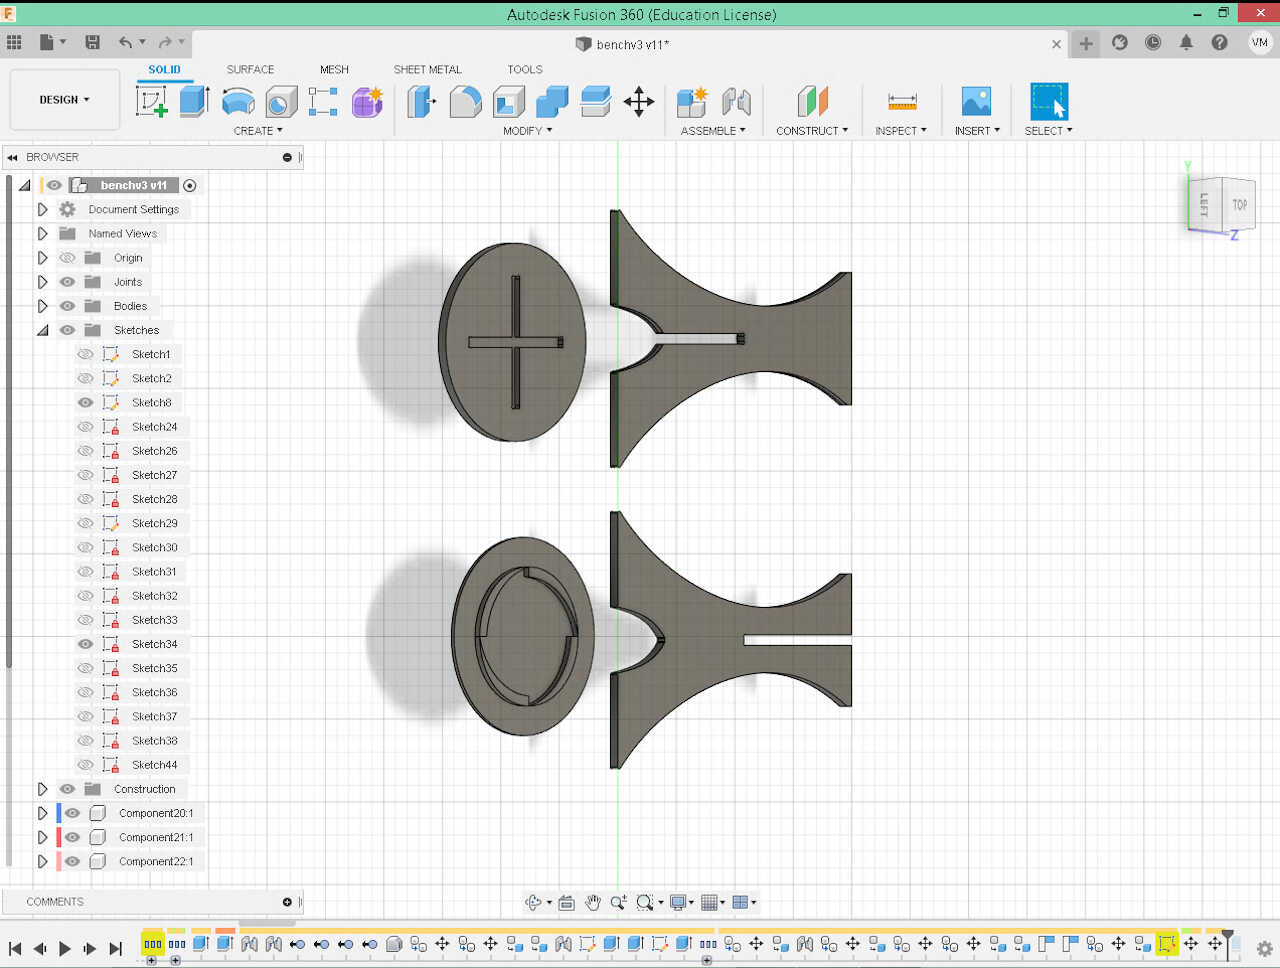 Autodesk Fusion 360 (Education License)
benchv3 v11*
VM
SOLID
SURFACE
MESH
SHEET METAL
TOOLS
DESIGN
CREATE
MODIFY
ASSEMBLE
CONSTRUCT
INSPECT
INSERT
SELECT
BROWSER
benchv3 v11
Document Settings
Named Views
Origin
Joints
Bodies
Sketches
Sketch1
Sketch2
Sketch8
Sketch24
Sketch26
Sketch27
Sketch28
Sketch29
Sketch30
Sketch31
Sketch32
Sketch33
Sketch34
Sketch35
Sketch36
Sketch37
Sketch38
Sketch44
Construction
Component20:1
Component21:1
Component22:1
Y
LEFT
TOP
Z
COMMENTS